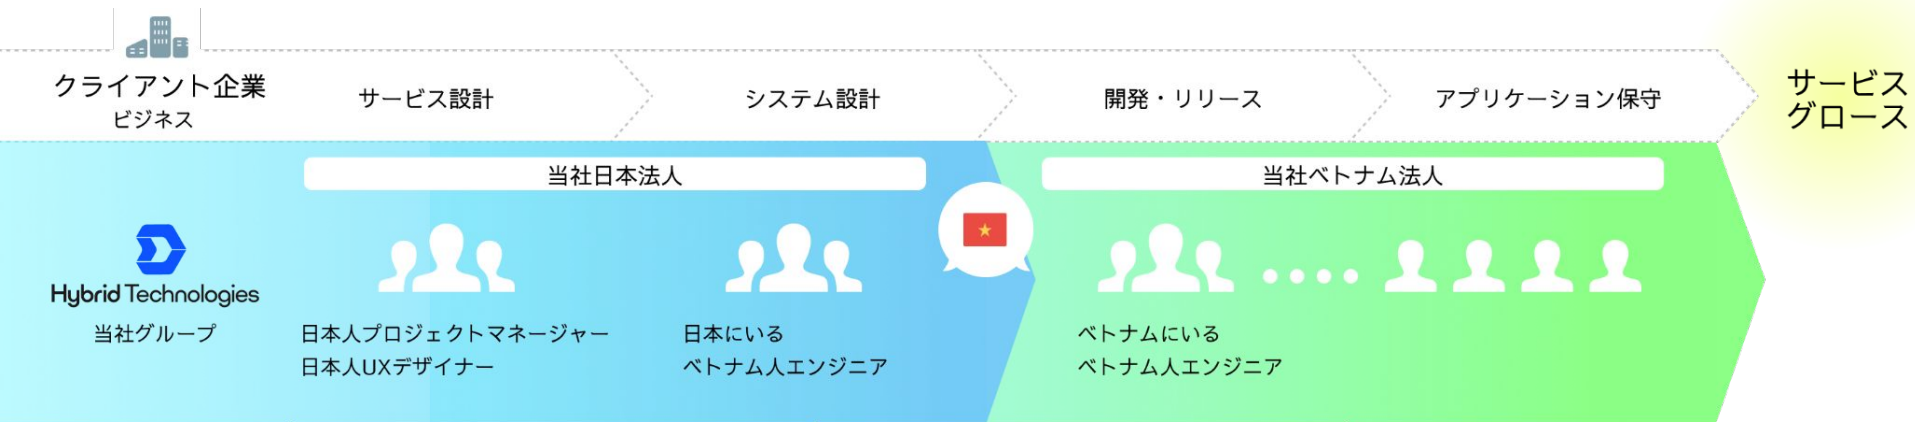 クライアント企業
ビジネス
サービス設計
システム設計
開発・リリース
アプリケーション保守
サービス
グロース
当社日本法人
当社ベトナム法人
Hybrid Technologies
当社グループ
日本人プロジェクトマネージャー
日本人UXデザイナー
日本にいる
ベトナム人エンジニア
ベトナムにいる
ベトナム人エンジニア